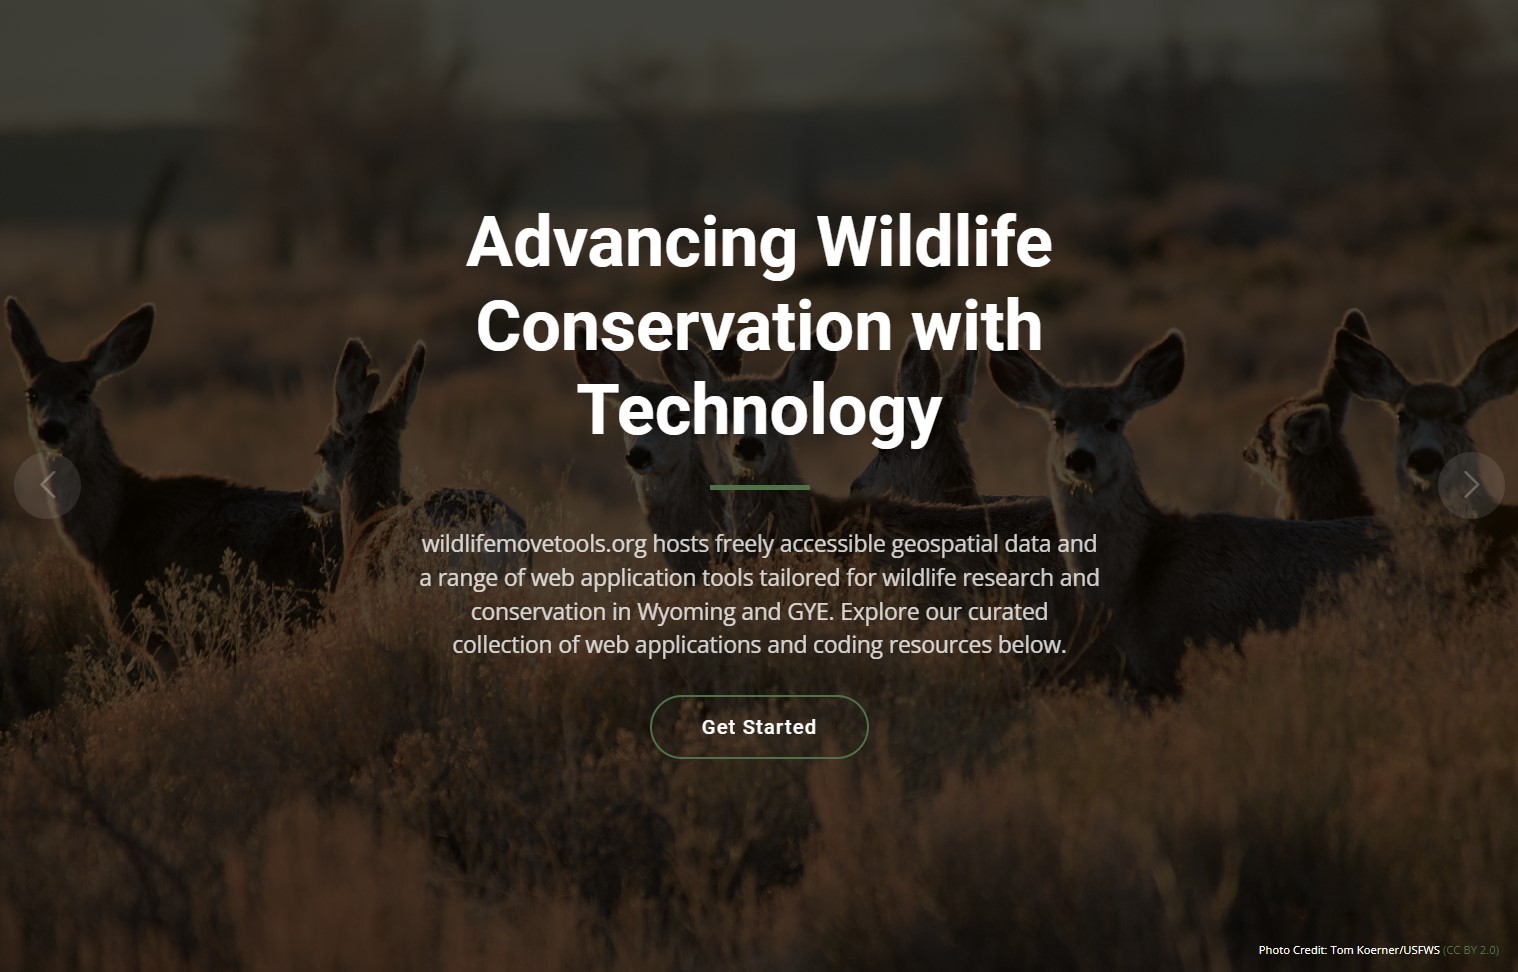 Advancing Wildlife
Conservation with
Technology
wildlifemovetools.org hosts freely accessible geospatial data and
a range of web application tools tailored for wildlife research and
conservation in Wyoming and GYE. Explore our curated
collection of web applications and coding resources below.
Get Started
Photo Credit: Tom Koerner/USFWS (CC BY 2.0)